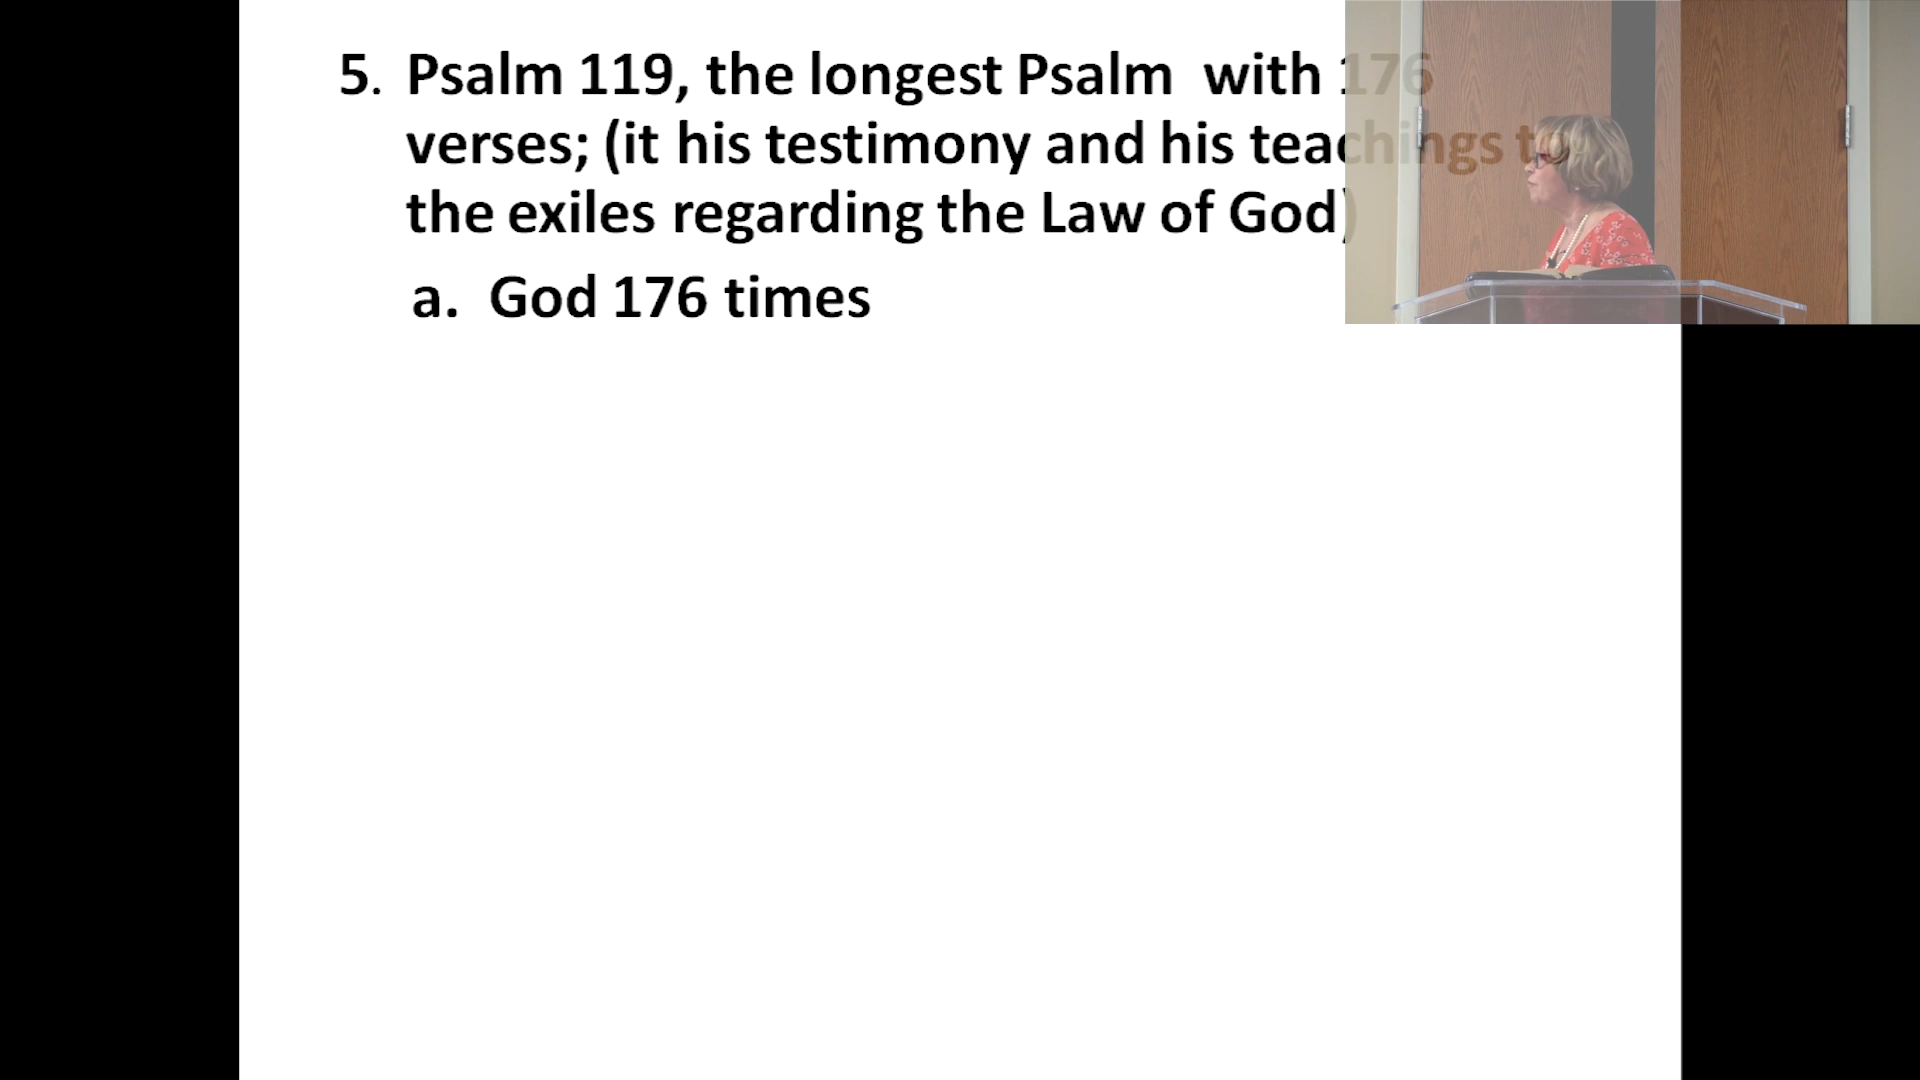 5. Psalm 119, the longest Psalm with 176
verses; (it his testimony and his teachings
the exiles regarding the Law of God)
a. God 176 times